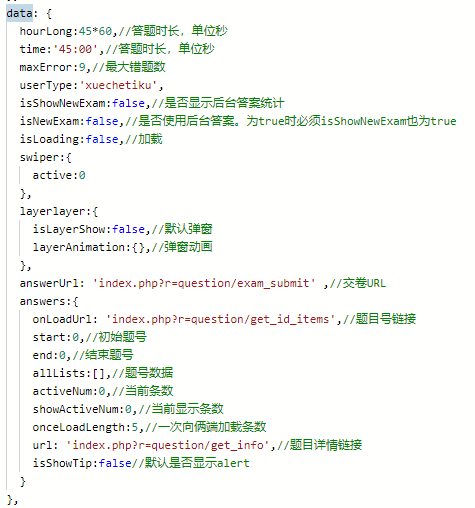 data: {
hourLong:45*60,//答题时长，单位秒
time:'45:00',//答题时长，单位秒
maxError:9,//最大错题数
userType:'xuechetiku',
isShowNewExam:false,//是否显示后台答案统计
isNewExam:false,//是否使用后台答案。为true时必须isShowNewExam也为true
isLoading:false,//加载
swiper:{
active:0
},
layerlayer:{
isLayerShow:false,//默认弹窗
layerAnimation:{},//弹窗动画
},
answerUrl: 'index.php?r=question/exam_submit' ,//交卷URL
answers:{
onLoadUrl: 'index.php?r=question/get_id_items',//题目号链接
start:0,//初始题号
end:0,//结束题号
allLists:[],//题号数据
activeNum:0,//当前条数
showActiveNum:0,//当前显示条数
onceLoadLength:5,//一次向俩端加载条数
url: 'index.php?r=question/get_info',//题目详情链接
isShowTip:false//默认是否显示alert
}
},